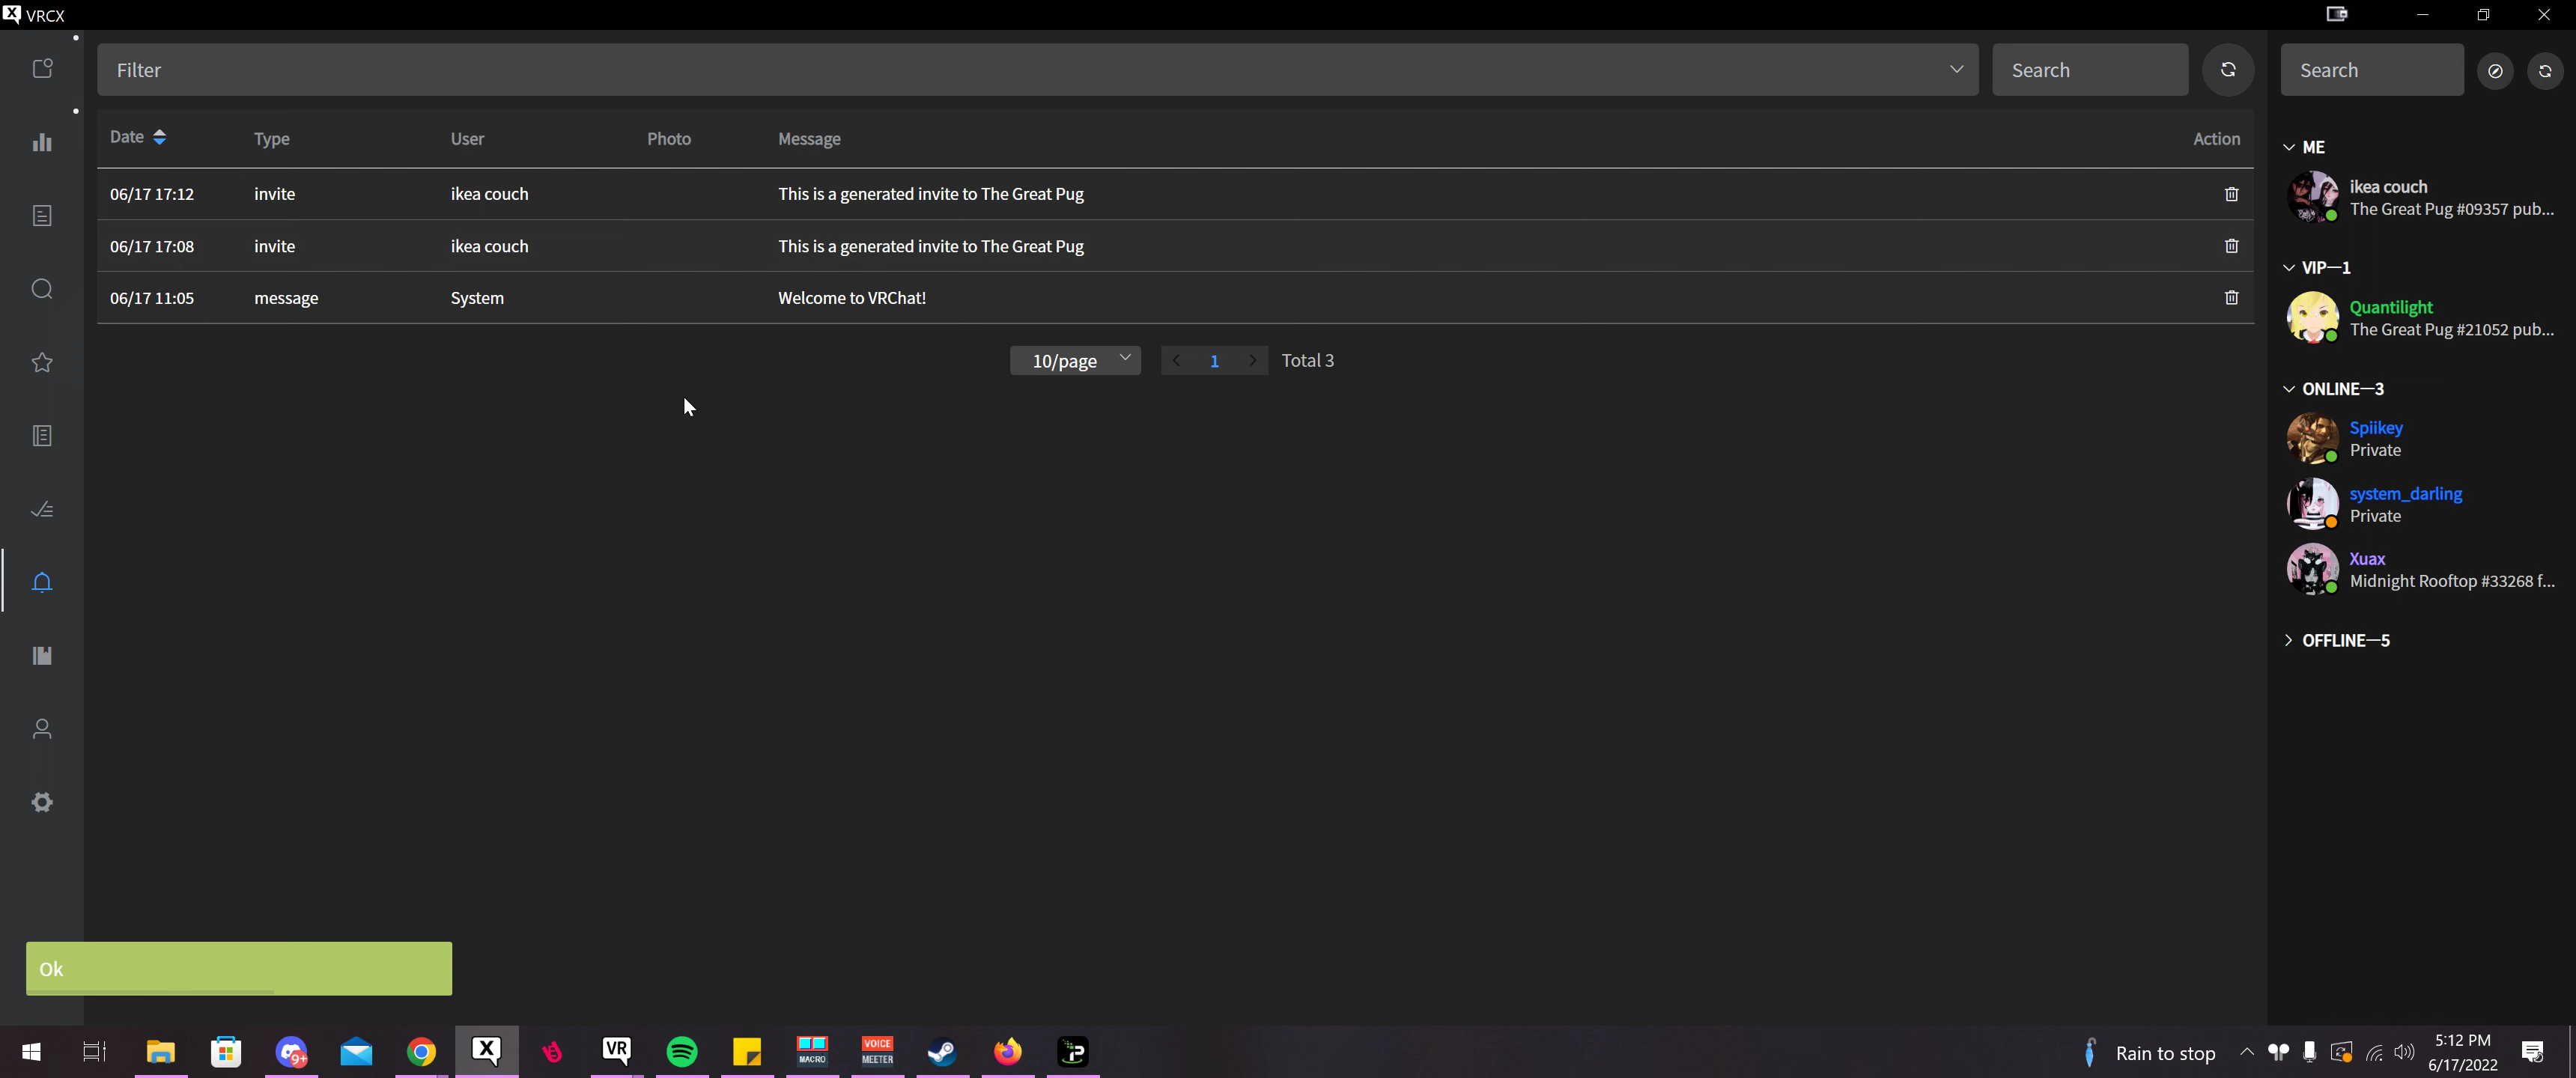 VRCX
Filter
Search
Search
Date Type User Photo Message Action
06/17 17:12 invite ikea couch This is a generated invite to The Great Pug
06/17 17:08 invite ikea couch This is a generated invite to The Great Pug
06/17 11:05 message System Welcome to VRChat!
10/page 1 Total 3
ME
ikea couch
The Great Pug #09357 pub...
VIP—1
Quantilight
The Great Pug #21052 pub...
ONLINE—3
Spiikey
Private
system_darling
Private
Xuax
Midnight Rooftop #33268 f...
OFFLINE—5
Ok
9+
X
VR
MACRO
VOICE
MEETER
Rain to stop
5:12 PM
6/17/2022